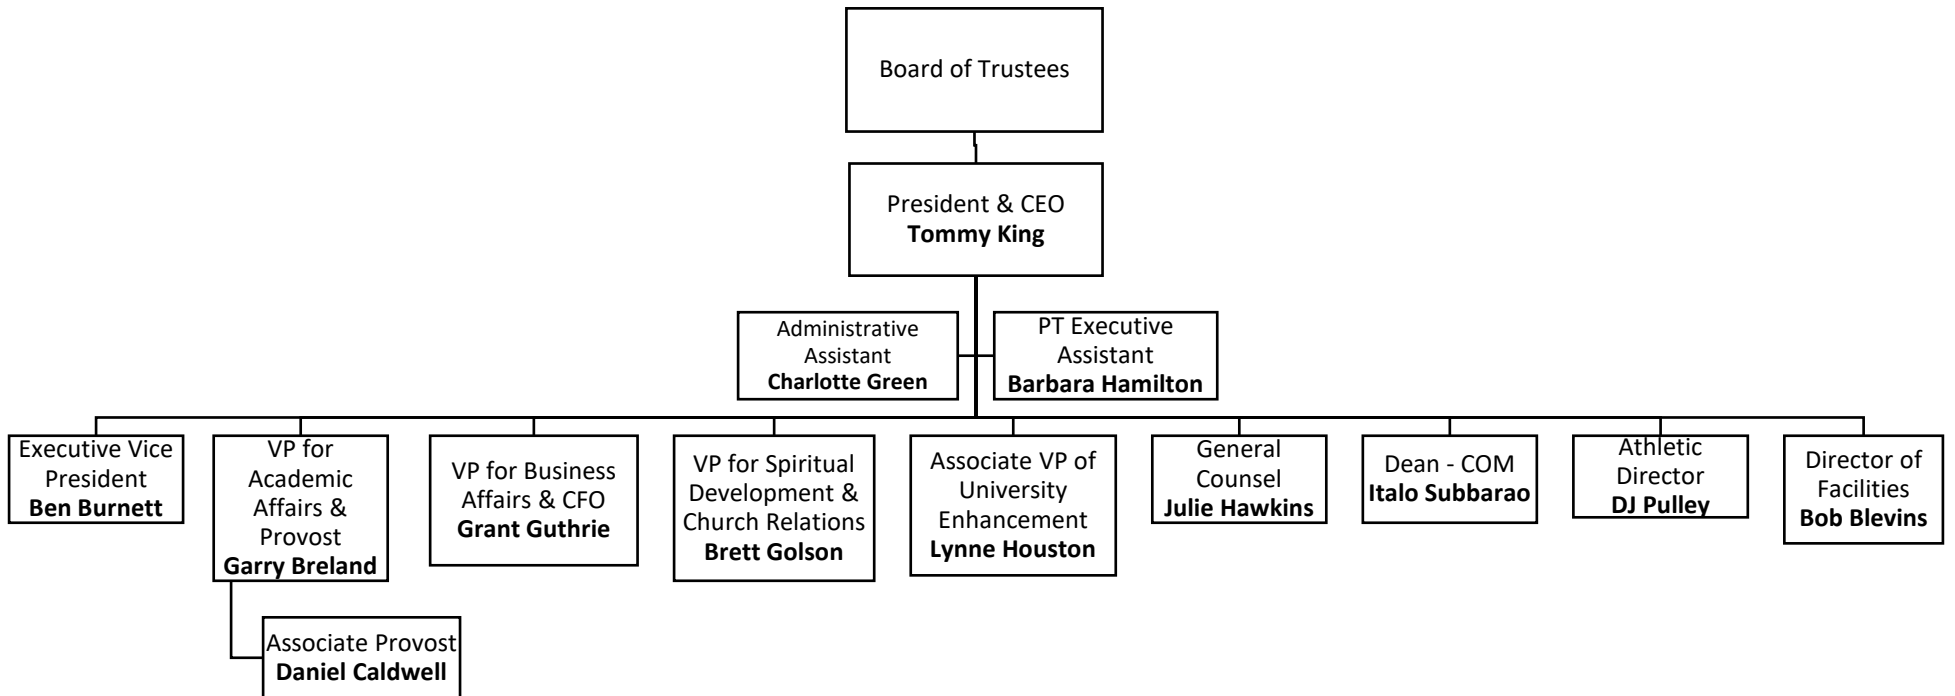 Board of Trustees
President & CEO
Tommy King
Administrative
Assistant
Charlotte Green
PT Executive
Assistant
Barbara Hamilton
Executive Vice
President
Ben Burnett
VP for
Academic
Affairs &
Provost
Garry Breland
VP for Business
Affairs & CFO
Grant Guthrie
VP for Spiritual
Development &
Church Relations
Brett Golson
Associate VP of
University
Enhancement
Lynne Houston
General
Counsel
Julie Hawkins
Dean - COM
Italo Subbarao
Athletic
Director
DJ Pulley
Director of
Facilities
Bob Blevins
Associate Provost
Daniel Caldwell